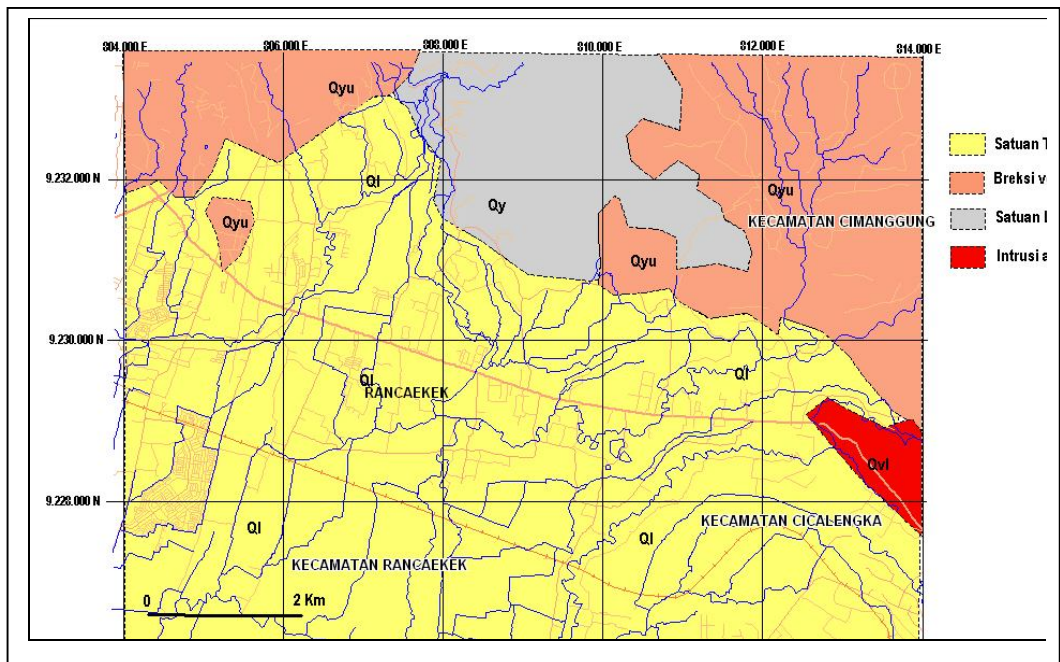 804.000 E
806.000 E
808.000 E
810.000 E
812.000 E
814.000 E
Qyu
9.232.000 N
Ql
Qyu
Qy
Qyu
KECAMATAN CIMANGGUNG
Qyu
Satuan T
Breksi v
Satuan
Intrusi a
9.230.000 N
Ql
RANCAEKEK
Ql
Qvl
9.228.000 N
Ql
KECAMATAN CICALENGKA
Ql
KECAMATAN RANCAEKEK
0
2 Km